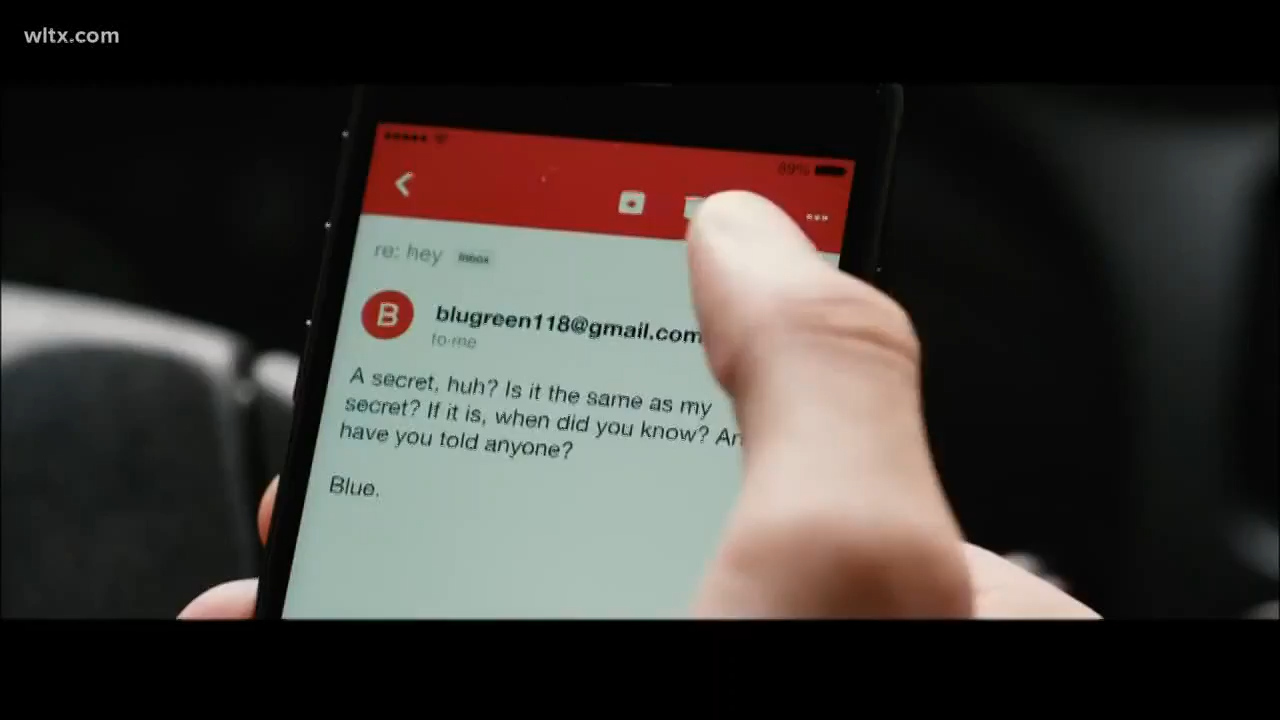 wltx.com
89%
re: hey Inbox
B
blugreen118@gmail.com
to me
A secret, huh? Is it the same as my
secret? If it is, when did you know? An
have you told anyone?
Blue.